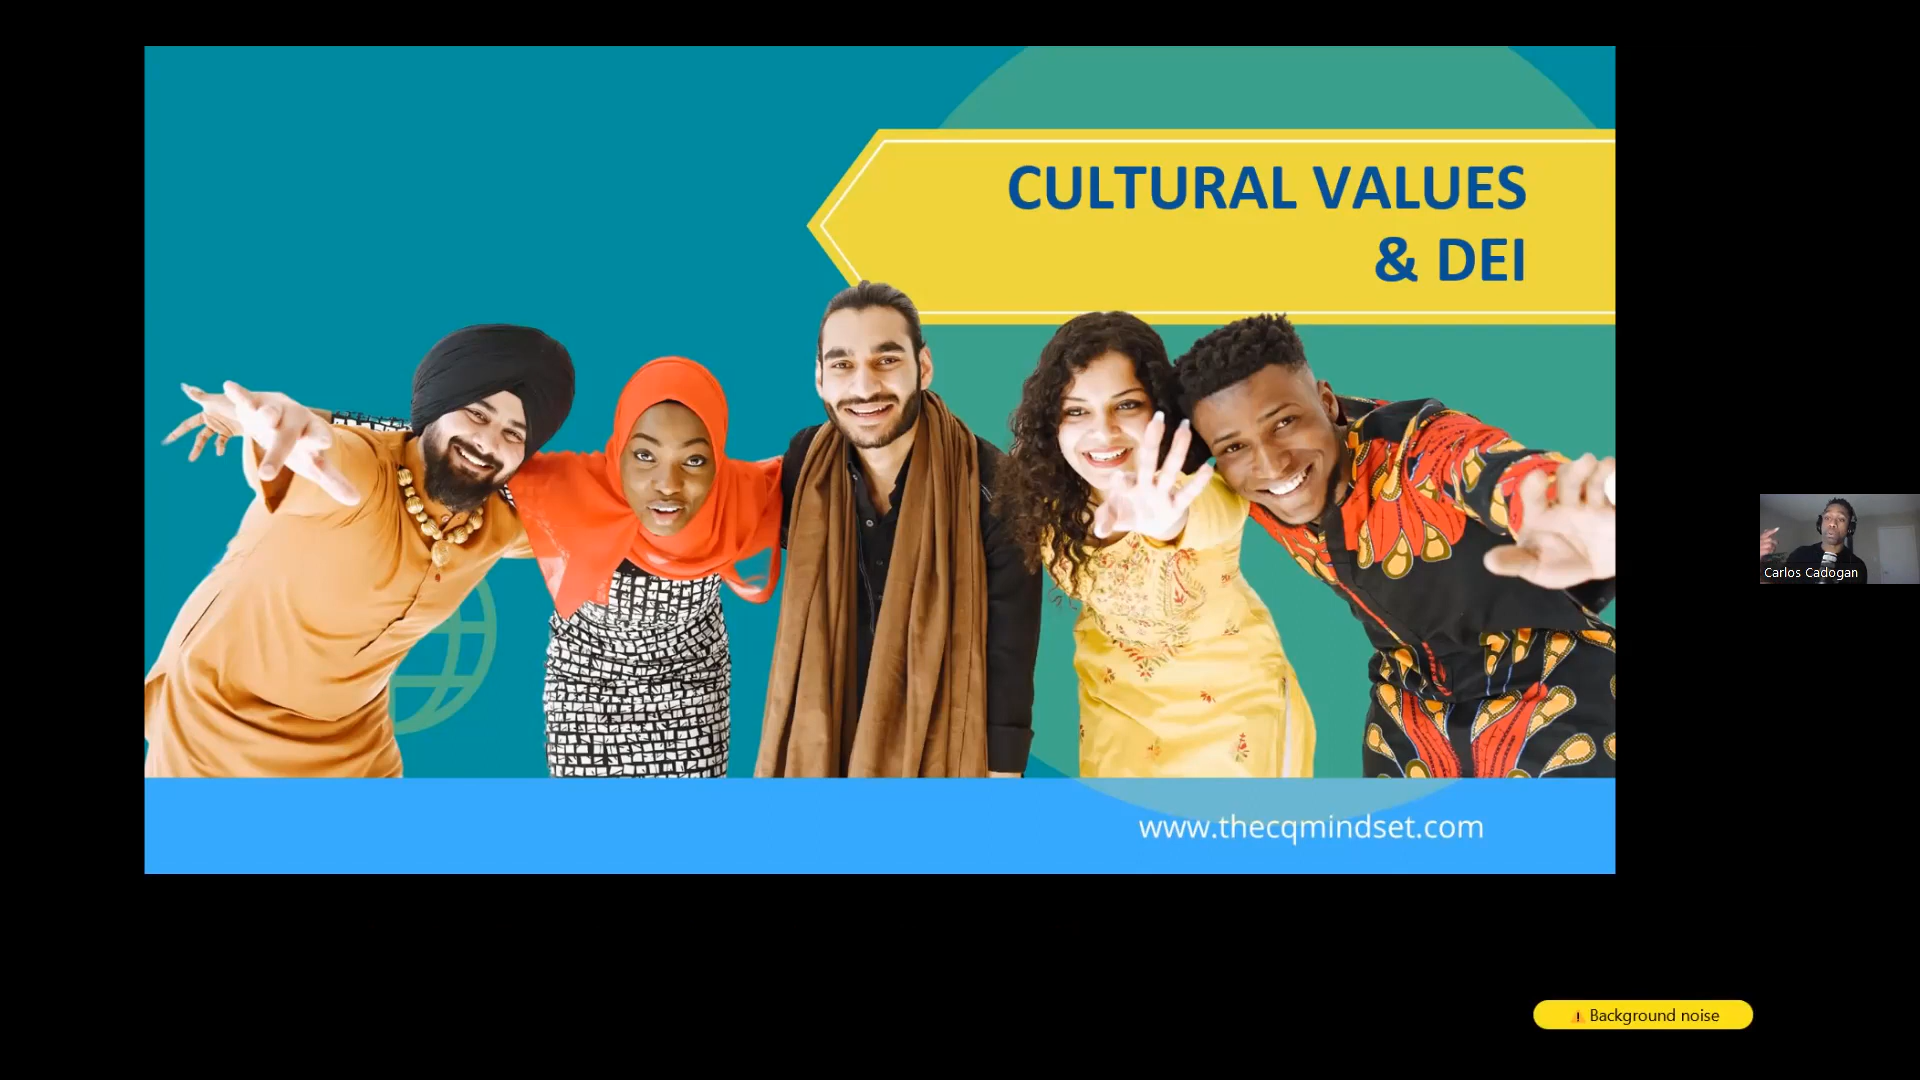 CULTURAL VALUES
& DEI
www.thecqmindset.com
Carlos Cadogan
Background noise